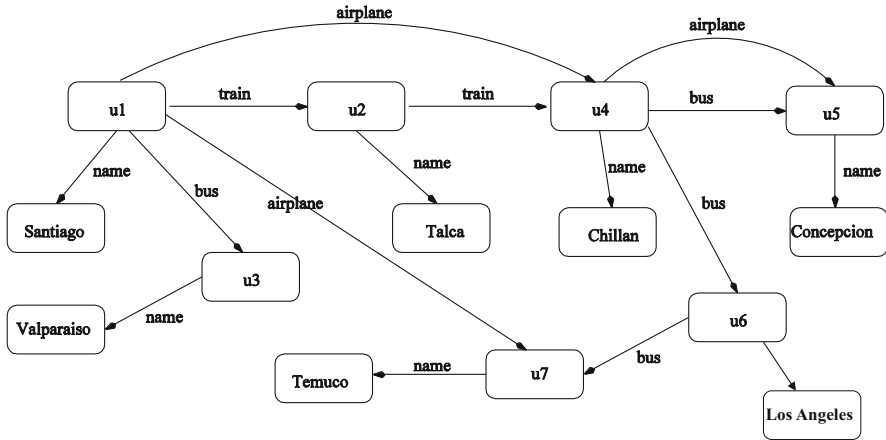 airplane
airplane
u1
train
u2
train
u4
bus
u5
name
bus
name
name
bus
name
airplane
Santiago
Talca
Chillan
Concepcion
u3
Valparaiso
name
u6
bus
Temuco
name
u7
Los Angeles